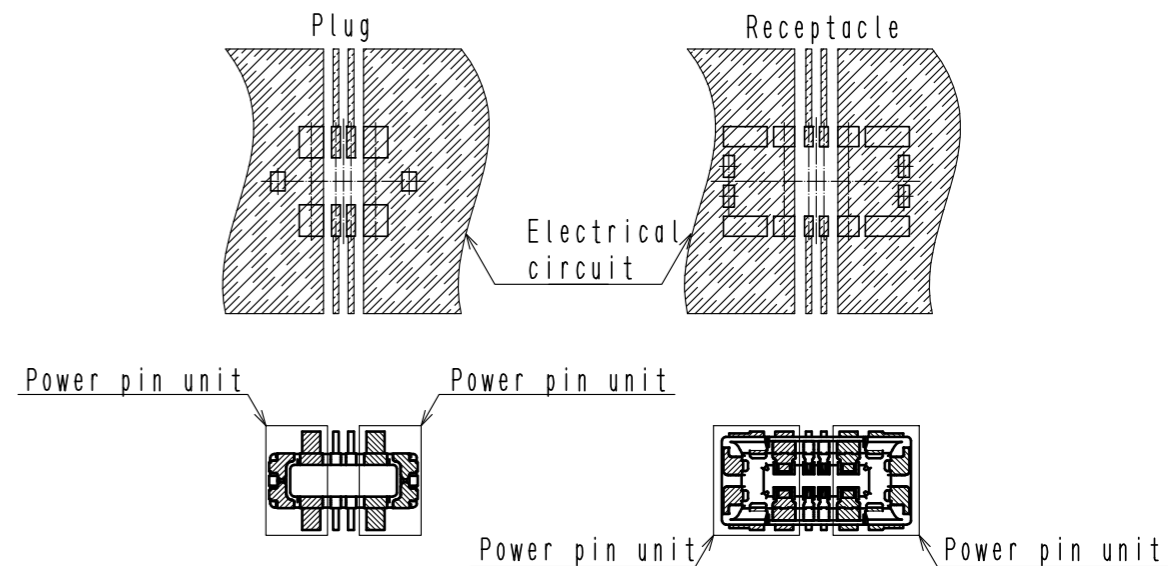 Plug
Receptacle
Electrical
circuit
Power pin unit
Power pin unit
Power pin unit
Power pin unit